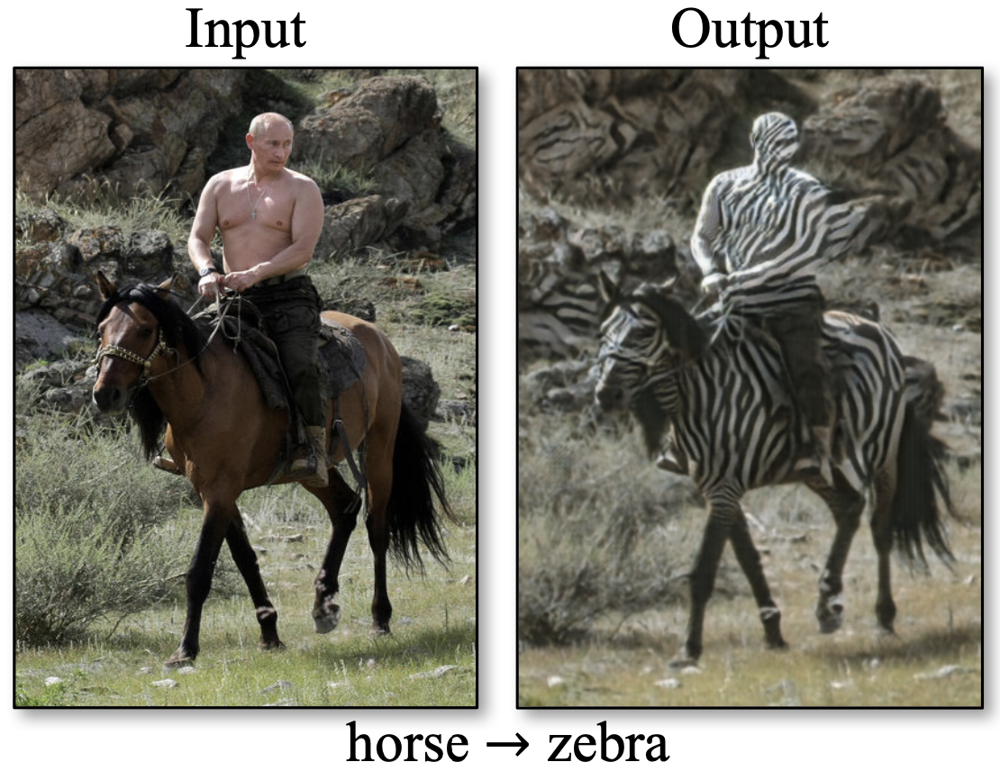 Input
Output
horse → zebra